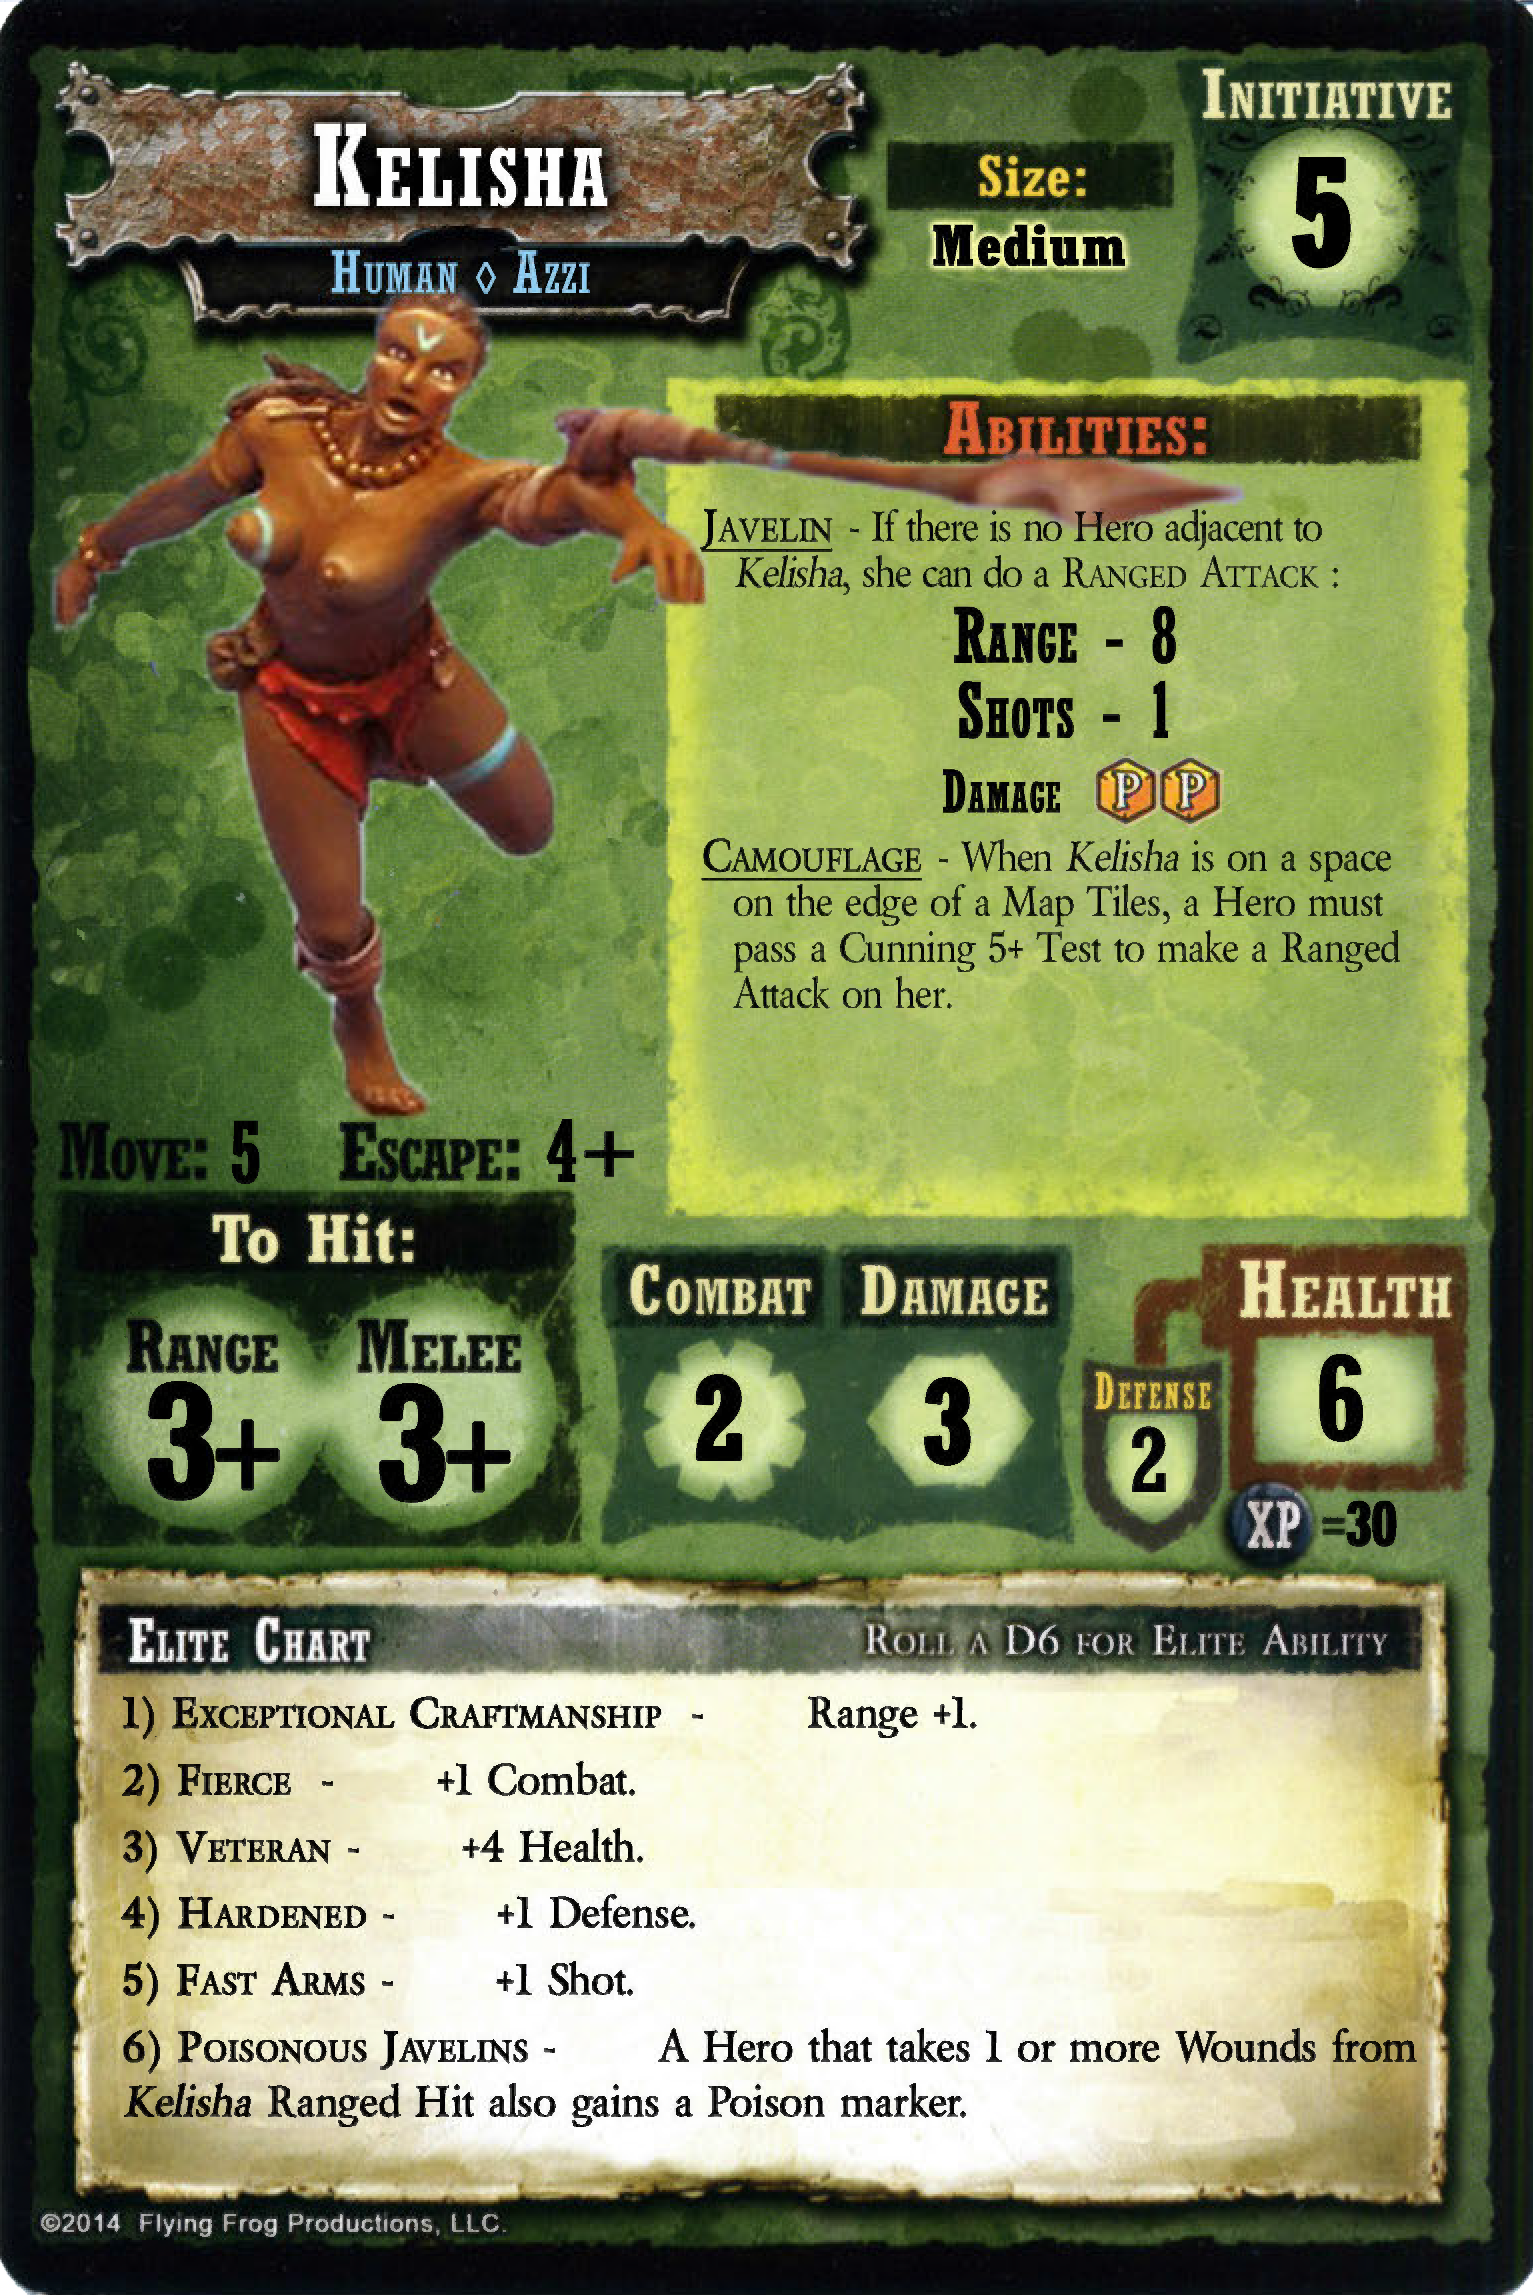 KELISHA
HUMAN ◊ AZZI
Size:
Medium
INITIATIVE
5
ABILITIES:
JAVELIN - If there is no Hero adjacent to
Kelisha, she can do a RANGED ATTACK :
RANGE - 8
SHOTS - 1
DAMAGE P P
CAMOUFLAGE - When Kelisha is on a space
on the edge of a Map Tiles, a Hero must
pass a Cunning 5+ Test to make a Ranged
Attack on her.
MOVE: 5 ESCAPE: 4+
To Hit:
RANGE MELEE
3+ 3+
COMBAT DAMAGE
2 3
DEFENSE
2
HEALTH
6
XP =30
ELITE CHART ROLL A D6 FOR ELITE ABILITY
1) EXCEPTIONAL CRAFTMANSHIP - Range +1.
2) FIERCE - +1 Combat.
3) VETERAN - +4 Health.
4) HARDENED - +1 Defense.
5) FAST ARMS - +1 Shot.
6) POISONOUS JAVELINS - A Hero that takes 1 or more Wounds from
Kelisha Ranged Hit also gains a Poison marker.
©2014 Flying Frog Productions, LLC.